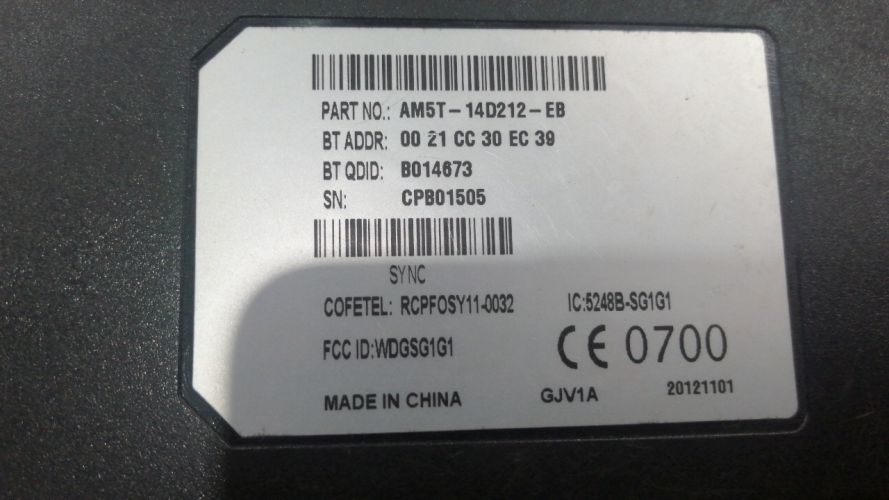 PART NO.: AM5T-14D212-EB
BT ADDR: 00 21 CC 30 EC 39
BT QDID: B014673
SN: CPB01505
SYNC
COFETEL: RCPFOSY11-0032 IC:5248B-SG1G1
FCC ID:WDGSG1G1 CE 0700
MADE IN CHINA GJV1A 20121101